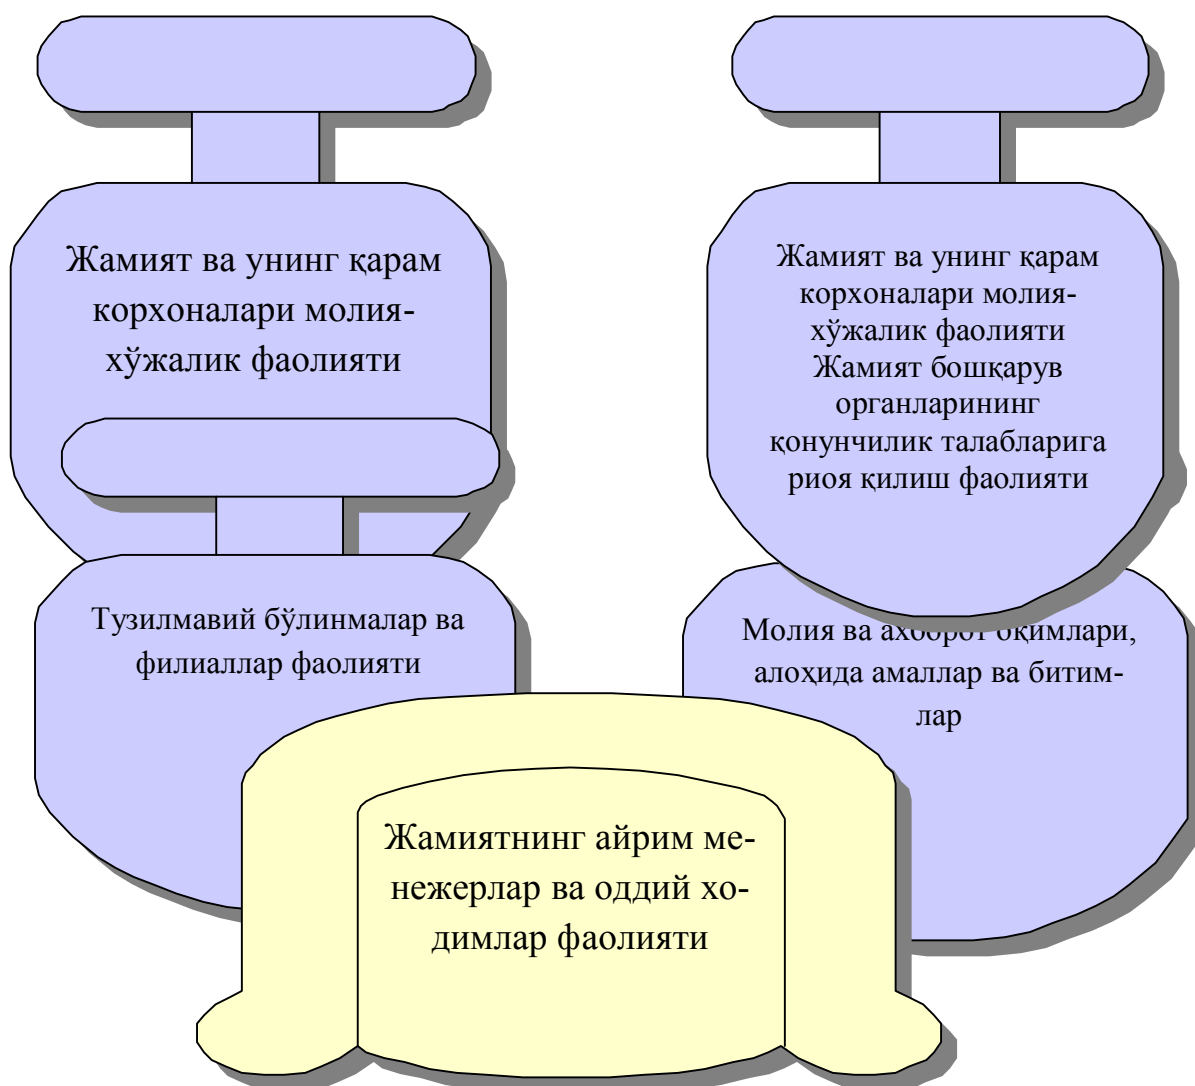 Жамият ва унинг қарам
корхоналари молия-
хўжалик фаолияти
Жамият ва унинг қарам
корхоналари молия-
хўжалик фаолияти
Жамият бошқарув
органларининг
қонунчилик талабларига
риоя қилиш фаолияти
Тузилмавий бўлинмалар ва
филиаллар фаолияти
Молия ва ахборот оқимлари,
алоҳида амаллар ва битим-
лар
Жамиятнинг айрим ме-
нежерлар ва оддий хо-
димлар фаолияти